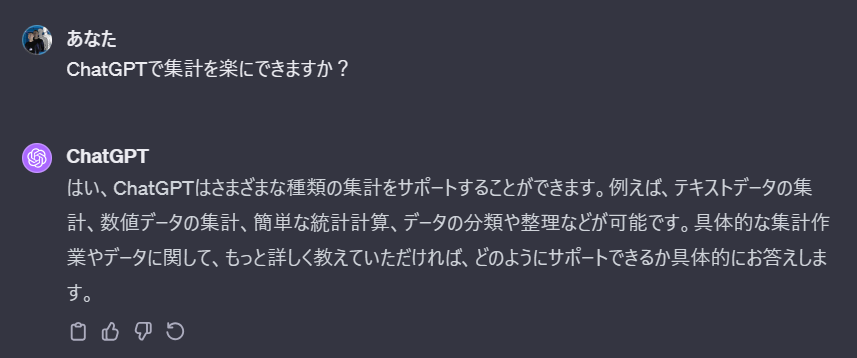 あなた
ChatGPTで集計を楽にできますか？
ChatGPT
はい、ChatGPTはさまざまな種類の集計をサポートすることができます。例えば、テキストデータの集
計、数値データの集計、簡単な統計計算、データの分類や整理などが可能です。具体的な集計作
業やデータに関して、もっと詳しく教えていただければ、どのようにサポートできるか具体的にお答えしま
す。